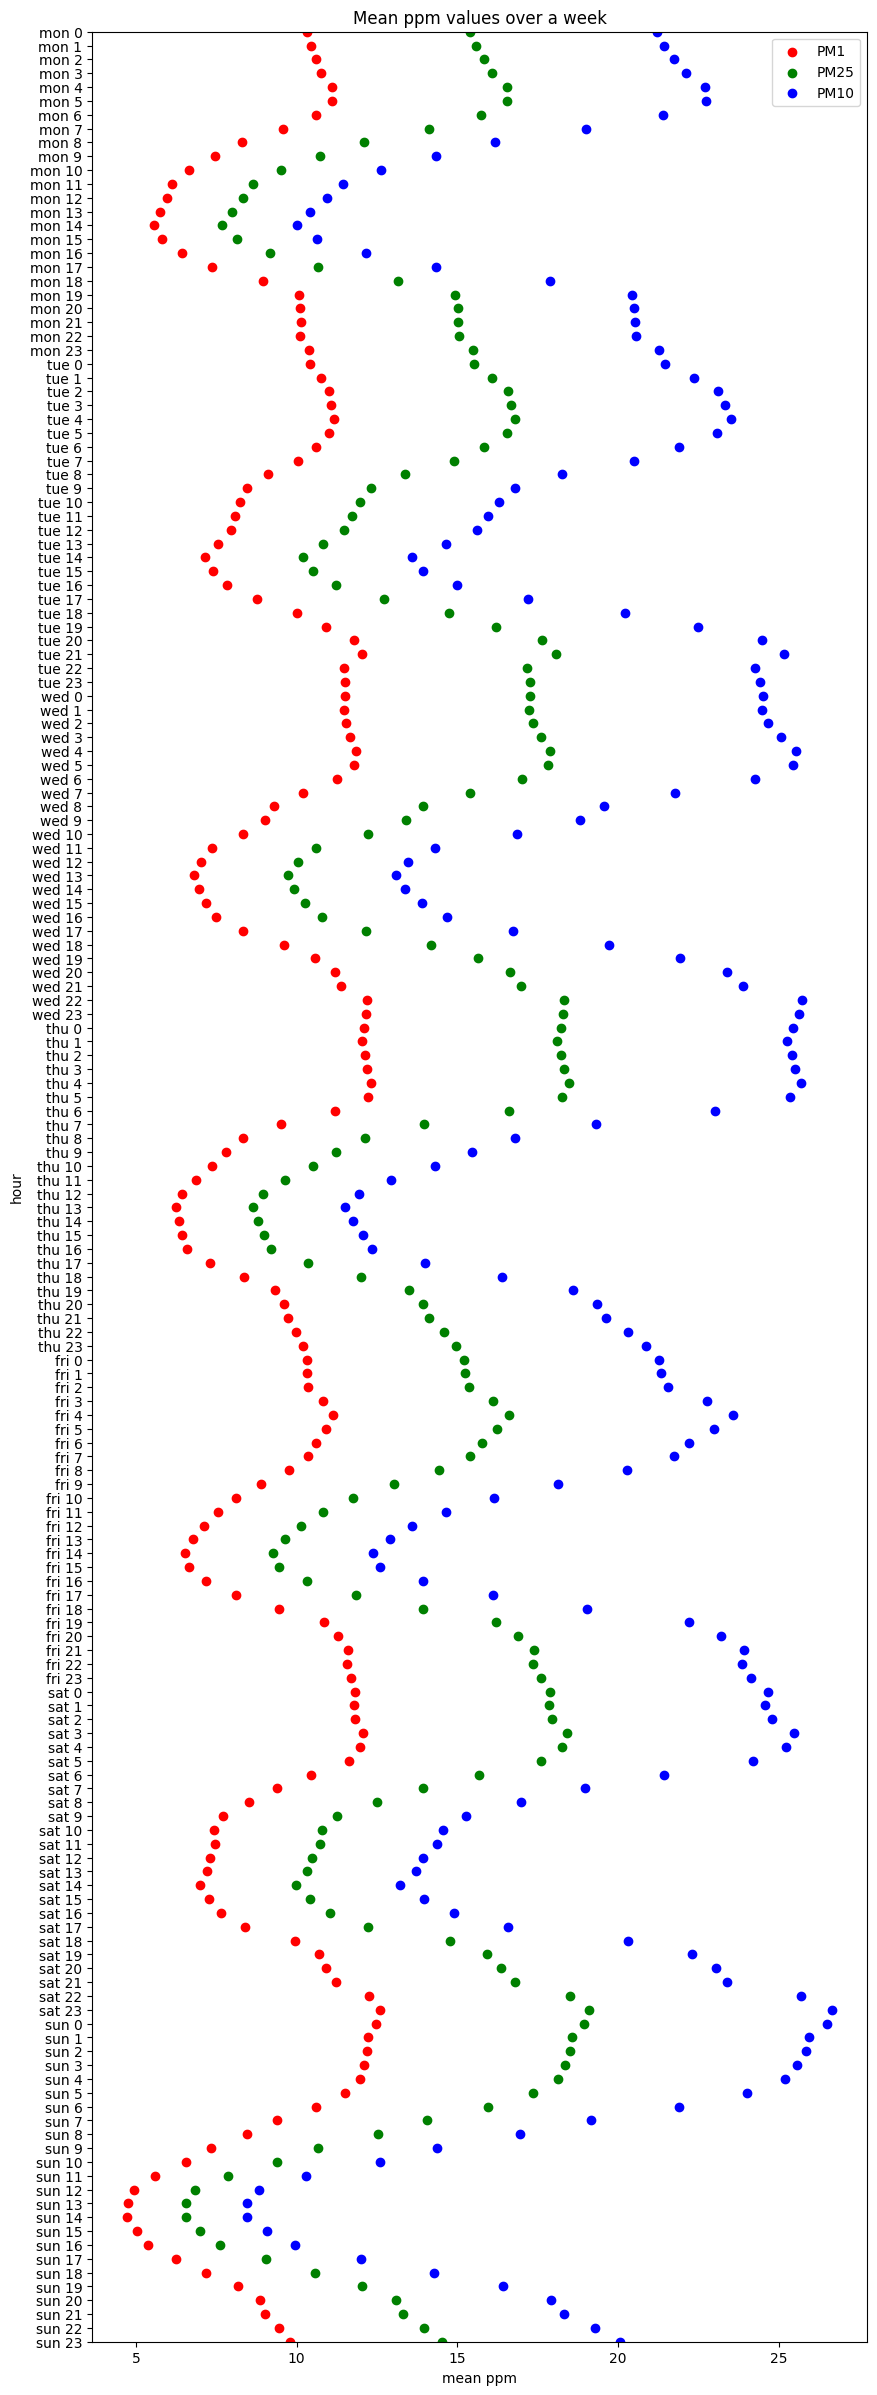 Mean ppm values over a week
PM1
PM25
PM10
mon 0
mon 1
mon 2
mon 3
mon 4
mon 5
mon 6
mon 7
mon 8
mon 9
mon 10
mon 11
mon 12
mon 13
mon 14
mon 15
mon 16
mon 17
mon 18
mon 19
mon 20
mon 21
mon 22
mon 23
tue 0
tue 1
tue 2
tue 3
tue 4
tue 5
tue 6
tue 7
tue 8
tue 9
tue 10
tue 11
tue 12
tue 13
tue 14
tue 15
tue 16
tue 17
tue 18
tue 19
tue 20
tue 21
tue 22
tue 23
wed 0
wed 1
wed 2
wed 3
wed 4
wed 5
wed 6
wed 7
wed 8
wed 9
wed 10
wed 11
wed 12
wed 13
wed 14
wed 15
wed 16
wed 17
wed 18
wed 19
wed 20
wed 21
wed 22
wed 23
thu 0
thu 1
thu 2
thu 3
thu 4
thu 5
thu 6
thu 7
thu 8
thu 9
thu 10
thu 11
thu 12
thu 13
thu 14
thu 15
thu 16
thu 17
thu 18
thu 19
thu 20
thu 21
thu 22
thu 23
fri 0
fri 1
fri 2
fri 3
fri 4
fri 5
fri 6
fri 7
fri 8
fri 9
fri 10
fri 11
fri 12
fri 13
fri 14
fri 15
fri 16
fri 17
fri 18
fri 19
fri 20
fri 21
fri 22
fri 23
sat 0
sat 1
sat 2
sat 3
sat 4
sat 5
sat 6
sat 7
sat 8
sat 9
sat 10
sat 11
sat 12
sat 13
sat 14
sat 15
sat 16
sat 17
sat 18
sat 19
sat 20
sat 21
sat 22
sat 23
sun 0
sun 1
sun 2
sun 3
sun 4
sun 5
sun 6
sun 7
sun 8
sun 9
sun 10
sun 11
sun 12
sun 13
sun 14
sun 15
sun 16
sun 17
sun 18
sun 19
sun 20
sun 21
sun 22
sun 23
hour
5 10 15 20 25
mean ppm